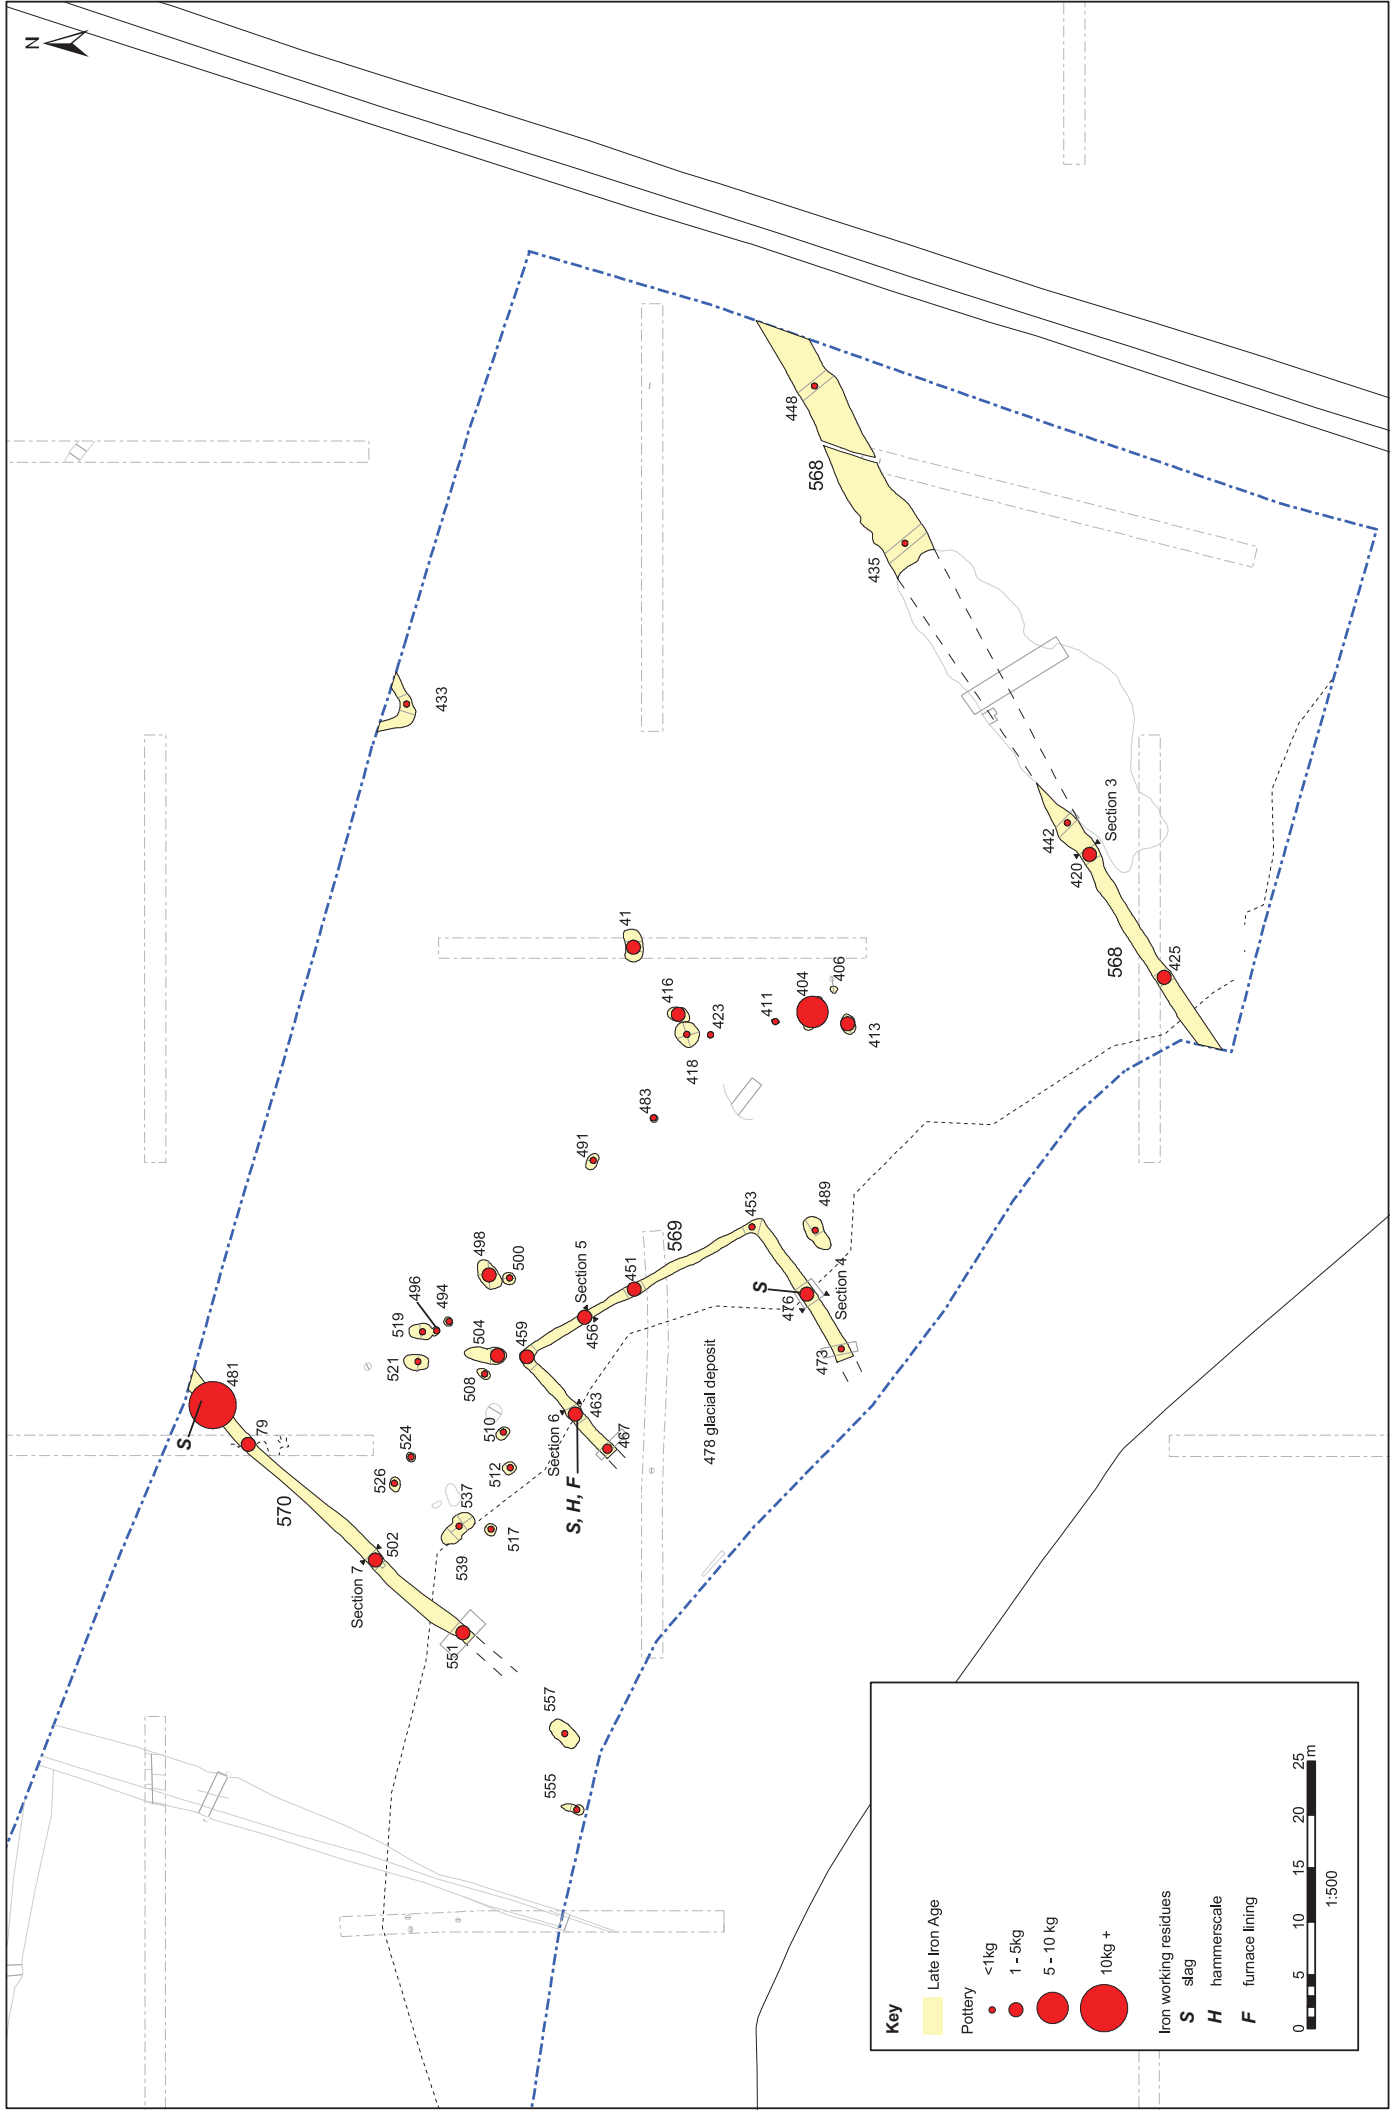 N
433
448
568
435
442
Section 3
420
568
425
41
416
418
423
411
404
406
413
483
491
498
500
496
494
519
521
504
508
459
Section 5
456
451
569
453
489
S
476
Section 4
473
478 glacial deposit
481
S
79
570
524
526
510
512
Section 6
463
467
S, H, F
537
539
517
Section 7
502
551
557
555
Key
Late Iron Age
Pottery
<1kg
1 - 5kg
5 - 10 kg
10kg +
Iron working residues
S slag
H hammerscale
F furnace lining
0 5 10 15 20 25 m
1:500